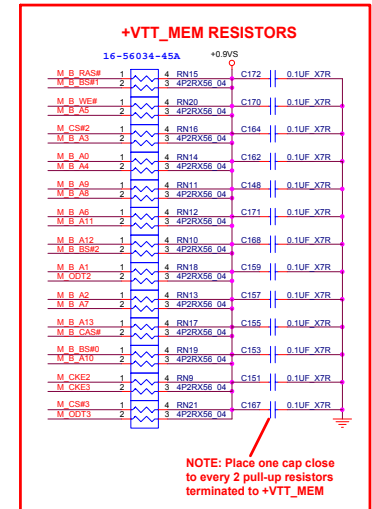 +VTT_MEM RESISTORS
16-56034-45A +0.9VS
M_B_RAS# 1 4 RN15 C172 0.1UF_X7R
M_B_BS#1 2 3 4P2RX56_04
M_B_WE# 1 4 RN20 C170 0.1UF_X7R
M_B_A5 2 3 4P2RX56_04
M_CS#2 1 4 RN16 C164 0.1UF_X7R
M_B_A3 2 3 4P2RX56_04
M_B_A0 1 4 RN14 C162 0.1UF_X7R
M_B_A4 2 3 4P2RX56_04
M_B_A9 1 4 RN11 C148 0.1UF_X7R
M_B_A8 2 3 4P2RX56_04
M_B_A6 1 4 RN12 C171 0.1UF_X7R
M_B_A11 2 3 4P2RX56_04
M_B_A12 1 4 RN10 C168 0.1UF_X7R
M_B_BS#2 2 3 4P2RX56_04
M_B_A1 1 4 RN18 C159 0.1UF_X7R
M_ODT2 2 3 4P2RX56_04
M_B_A2 1 4 RN13 C157 0.1UF_X7R
M_B_A7 2 3 4P2RX56_04
M_B_A13 1 4 RN17 C155 0.1UF_X7R
M_B_CAS# 2 3 4P2RX56_04
M_B_BS#0 1 4 RN19 C153 0.1UF_X7R
M_B_A10 2 3 4P2RX56_04
M_CKE2 1 4 RN9 C151 0.1UF_X7R
M_CKE3 2 3 4P2RX56_04
M_CS#3 1 4 RN21 C167 0.1UF_X7R
M_ODT3 2 3 4P2RX56_04
NOTE: Place one cap close
to every 2 pull-up resistors
terminated to +VTT_MEM